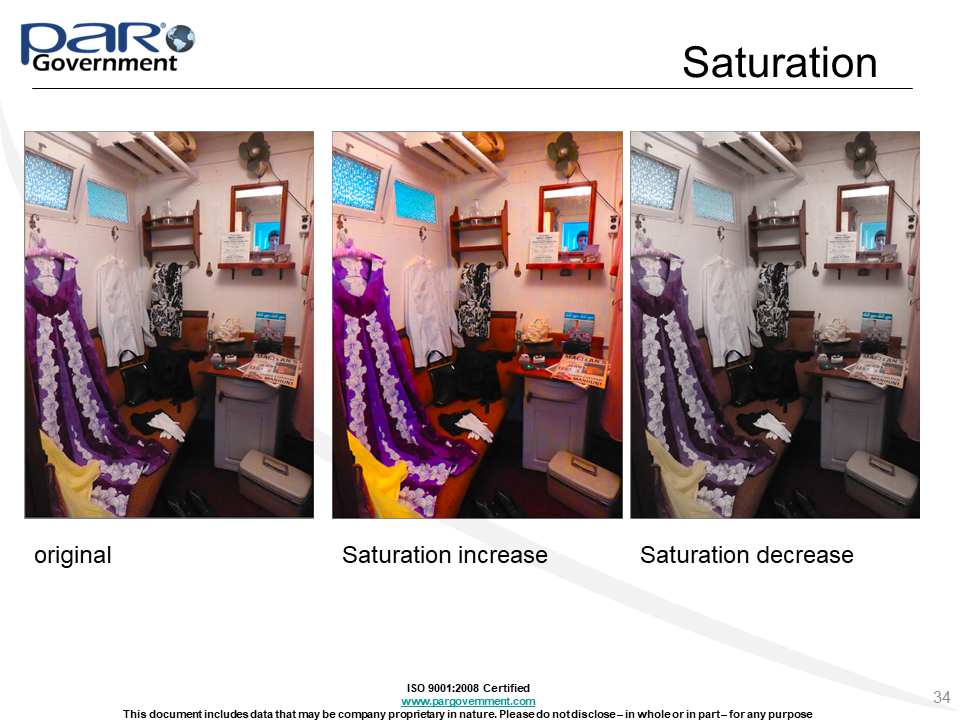 PAR® Government
Saturation
MACLEAN'S
MANHUNT
original
Saturation increase
Saturation decrease
ISO 9001:2008 Certified
www.pargovernment.com
This document includes data that may be company proprietary in nature. Please do not disclose – in whole or in part – for any purpose
34